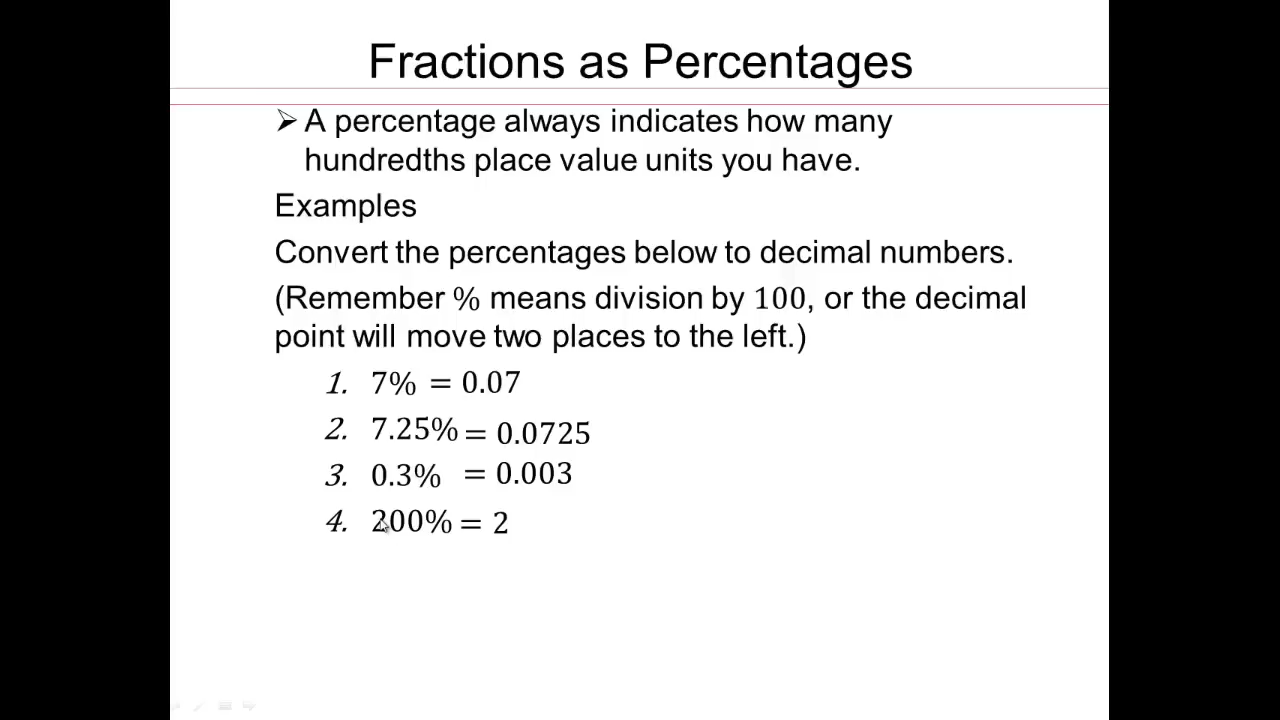 Fractions as Percentages
➢ A percentage always indicates how many
hundredths place value units you have.
Examples
Convert the percentages below to decimal numbers.
(Remember % means division by 100, or the decimal
point will move two places to the left.)
1. 7% = 0.07
2. 7.25% = 0.0725
3. 0.3% = 0.003
4. 200% = 2